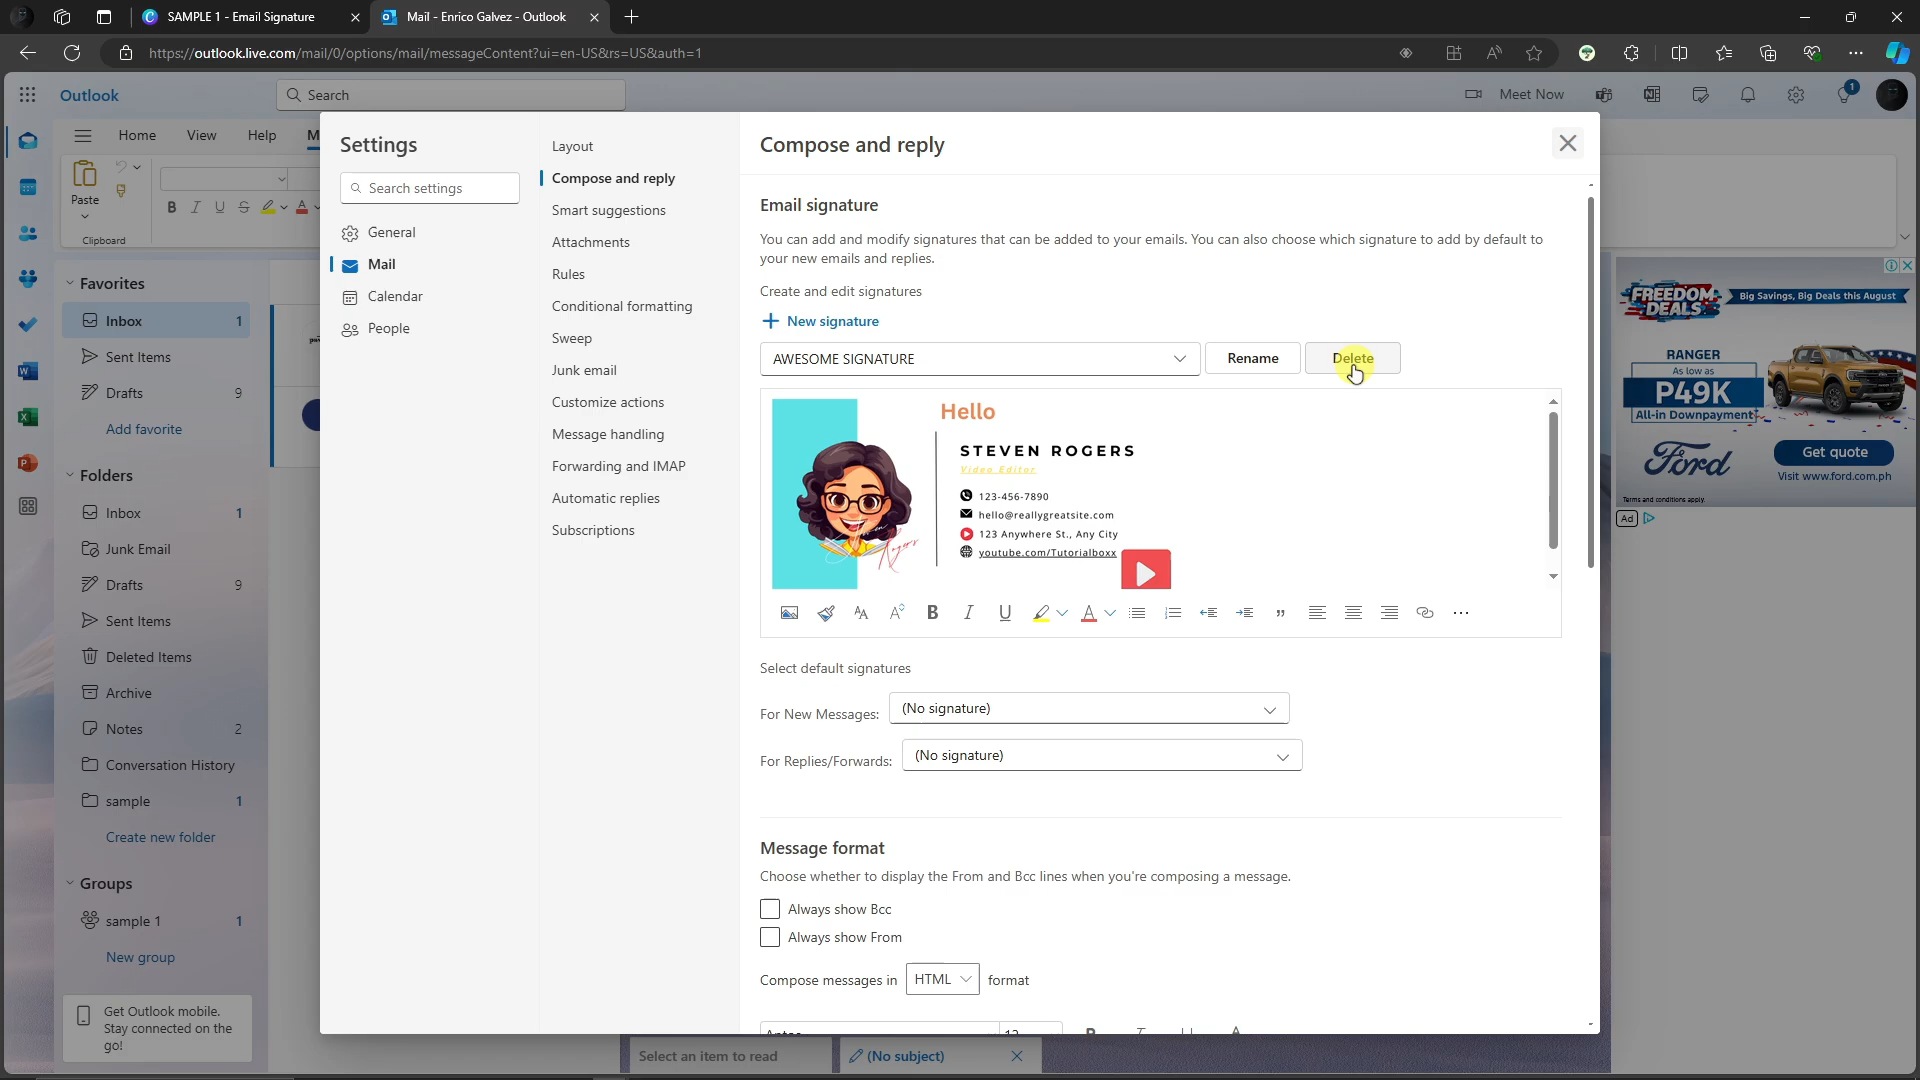 SAMPLE 1 - Email Signature
Mail - Enrico Galvez - Outlook
https://outlook.live.com/mail/0/options/mail/messageContent?ui=en-US&rs=US&auth=1
Outlook
Search
Meet Now
1
Home
View
Help
M
Paste
Clipboard
B I U S A
Favorites
Inbox 1
Sent Items
Drafts 9
Add favorite
Folders
Inbox 1
Junk Email
Drafts 9
Sent Items
Deleted Items
Archive
Notes 2
Conversation History
sample 1
Create new folder
Groups
sample 1 1
New group
Get Outlook mobile.
Stay connected on the
go!
Settings
Search settings
General
Mail
Calendar
People
Layout
Compose and reply
Smart suggestions
Attachments
Rules
Conditional formatting
Sweep
Junk email
Customize actions
Message handling
Forwarding and IMAP
Automatic replies
Subscriptions
Compose and reply
Email signature
You can add and modify signatures that can be added to your emails. You can also choose which signature to add by default to
your new emails and replies.
Create and edit signatures
New signature
AWESOME SIGNATURE
Rename
Delete
Hello
STEVEN ROGERS
Video Editor
123-456-7890
hello@reallygreatsite.com
123 Anywhere St., Any City
youtube.com/Tutorialboxx
Select default signatures
For New Messages: (No signature)
For Replies/Forwards: (No signature)
Message format
Choose whether to display the From and Bcc lines when you're composing a message.
Always show Bcc
Always show From
Compose messages in HTML format
Aptos 12 B I U A
Select an item to read
(No subject)
FREEDOM DEALS
Big Savings, Big Deals this August
RANGER
As low as
P49K
All-in Downpayment
Ford
Get quote
Visit www.ford.com.ph
Terms and conditions apply.
Ad